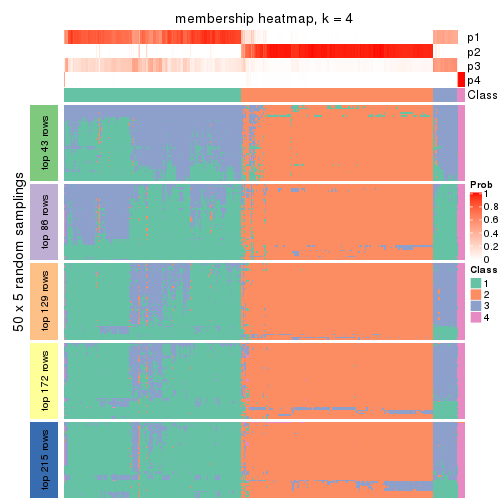 membership heatmap, k = 4
p1
p2
p3
p4
Class
50 x 5 random samplings
top 43 rows
top 86 rows
top 129 rows
top 172 rows
top 215 rows
Prob
1
0.8
0.6
0.4
0.2
0
Class
1
2
3
4